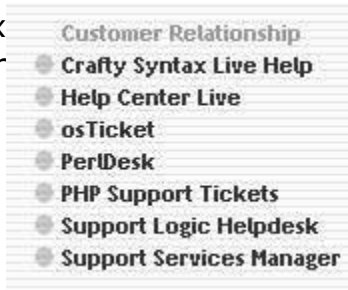 Customer Relationship
Crafty Syntax Live Help
Help Center Live
osTicket
PerlDesk
PHP Support Tickets
Support Logic Helpdesk
Support Services Manager